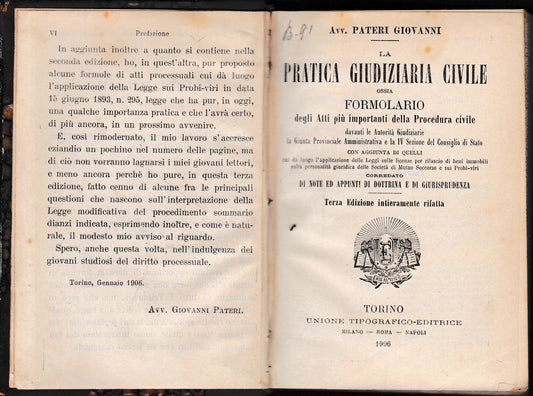 VI Prefazione
In aggiunta inoltre a quanto si contiene nella
seconda edizione, ho, in quest'altra, pur proposto
alcune formole di atti processuali cui dà luogo
l'applicazione della Legge sui Probi-viri in data
15 giugno 1893, n. 295, legge che ha pur, in oggi,
una qualche importanza pratica e che l'avrà certo,
di più ancora, in un prossimo avvenire.
E, così rimodernato, il mio lavoro s'accresce
eziandio un pochino nel numero delle pagine, ma
di ciò non vorranno lagnarsi i miei giovani lettori,
e meno ancora perchè ho pure, in questa terza
edizione, fatto cenno di alcune fra le principali
questioni che nascono sull'interpretazione della
Legge modificativa del procedimento sommario
dianzi indicata, esprimendo inoltre, e come è natu-
rale, il modesto mio avviso al riguardo.
Spero, anche questa volta, nell'indulgenza dei
giovani studiosi del diritto processuale.
Torino, Gennaio 1906.
Avv. Giovanni Pateri.
Avv. PATERI GIOVANNI
LA
PRATICA GIUDIZIARIA CIVILE
OSSIA
FORMOLARIO
degli Atti più importanti della Procedura civile
davanti le Autorità Giudiziarie
la Giunta Provinciale Amministrativa e la IV Sezione del Consiglio di Stato
CON AGGIUNTA DI QUELLI
cui dà luogo l'applicazione delle Leggi sulle licenze per rilascio di beni immobili
sulla personalità giuridica delle Società di Mutuo Soccorso e sui Probi-viri
CORREDATO
DI NOTE ED APPUNTI DI DOTTRINA E DI GIURISPRUDENZA
Terza Edizione intieramente rifatta
TORINO
UNIONE TIPOGRAFICO-EDITRICE
MILANO — ROMA — NAPOLI
1906